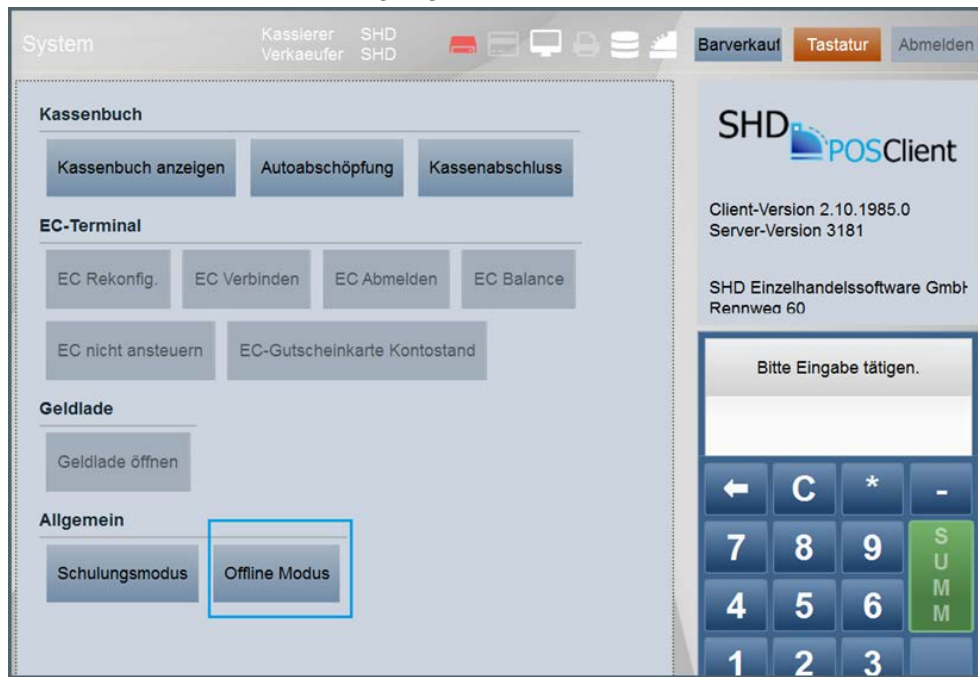 System
Kassierer SHD
Verkaeufer SHD
Barverkauf
Tastatur
Abmelden
Kassenbuch
Kassenbuch anzeigen
Autoabschöpfung
Kassenabschluss
EC-Terminal
EC Rekonfig.
EC Verbinden
EC Abmelden
EC Balance
EC nicht ansteuern
EC-Gutscheinkarte Kontostand
Geldlade
Geldlade öffnen
Allgemein
Schulungsmodus
Offline Modus
SHD
POSClient
Client-Version 2.10.1985.0
Server-Version 3181
SHD Einzelhandelssoftware GmbH
Rennweg 60
Bitte Eingabe tätigen.
C * -
7 8 9
4 5 6
1 2 3
SUMM